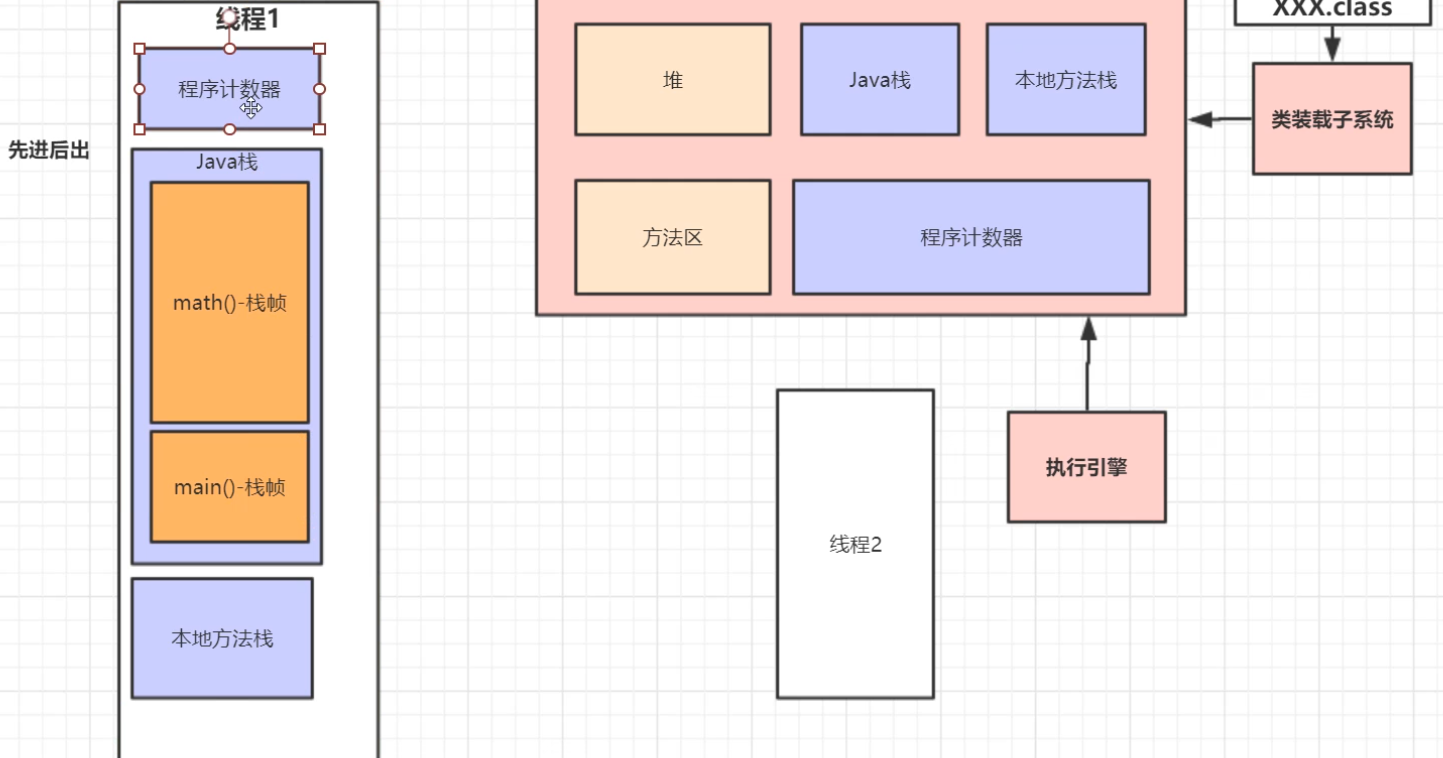 线程1
程序计数器
先进后出
Java栈
math()-栈帧
main()-栈帧
本地方法栈
堆
Java栈
本地方法栈
方法区
程序计数器
XXX.class
类装载子系统
执行引擎
线程2